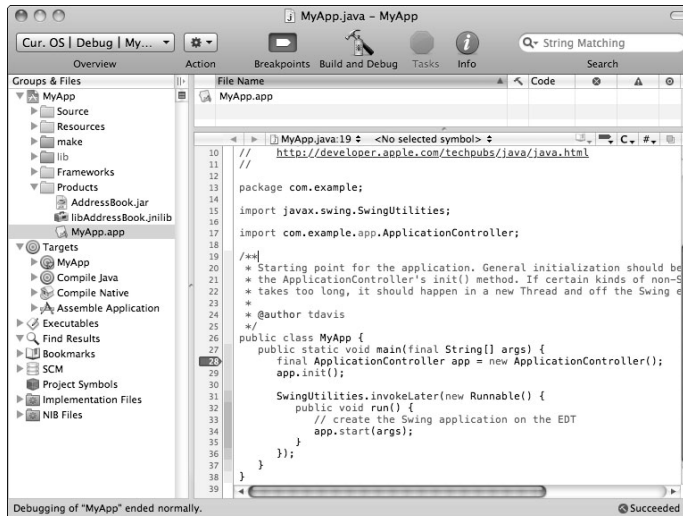 MyApp.java – MyApp
Cur. OS | Debug | My...
String Matching
Overview
Action
Breakpoints
Build and Debug
Tasks
Info
Search
Groups & Files
MyApp
Source
Resources
make
lib
Frameworks
Products
AddressBook.jar
libAddressBook.jnilib
MyApp.app
Targets
MyApp
Compile Java
Compile Native
Assemble Application
Executables
Find Results
Bookmarks
SCM
Project Symbols
Implementation Files
NIB Files
File Name
Code
MyApp.app
MyApp.java:19
<No selected symbol>
C, #,
10 // http://developer.apple.com/techpubs/java/java.html
11 //
12
13 package com.example;
14
15 import javax.swing.SwingUtilities;
16
17 import com.example.app.ApplicationController;
18
19 /**
20 * Starting point for the application. General initialization should be
21 * the ApplicationController's init() method. If certain kinds of non-S
22 * takes too long, it should happen in a new Thread and off the Swing e
23 *
24 * @author tdavis
25 */
26 public class MyApp {
27 public static void main(final String[] args) {
28 final ApplicationController app = new ApplicationController();
29 app.init();
30
31 SwingUtilities.invokeLater(new Runnable() {
32 public void run() {
33 // create the Swing application on the EDT
34 app.start(args);
35 }
36 });
37 }
38 }
39
Debugging of "MyApp" ended normally.
Succeeded